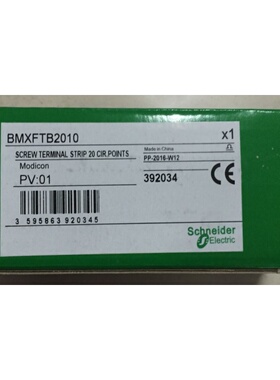 BMXFTB2010
x1
SCREW TERMINAL STRIP 20 CIR.POINTS
Modicon
PV:01
Made in China
PP-2016-W12
392034
CE
3 595863 920345
Schneider
Electric